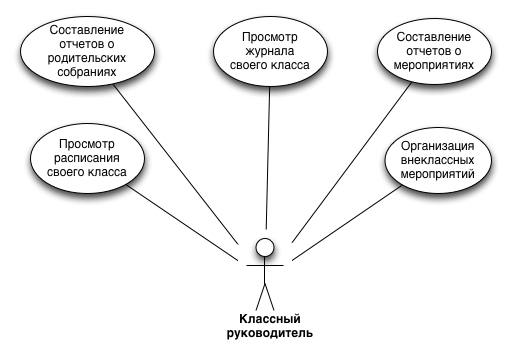 Составление
отчетов о
родительских
собраниях
Просмотр
журнала
своего класса
Составление
отчетов о
мероприятиях
Просмотр
расписания
своего класса
Организация
внеклассных
мероприятий
Классный
руководитель